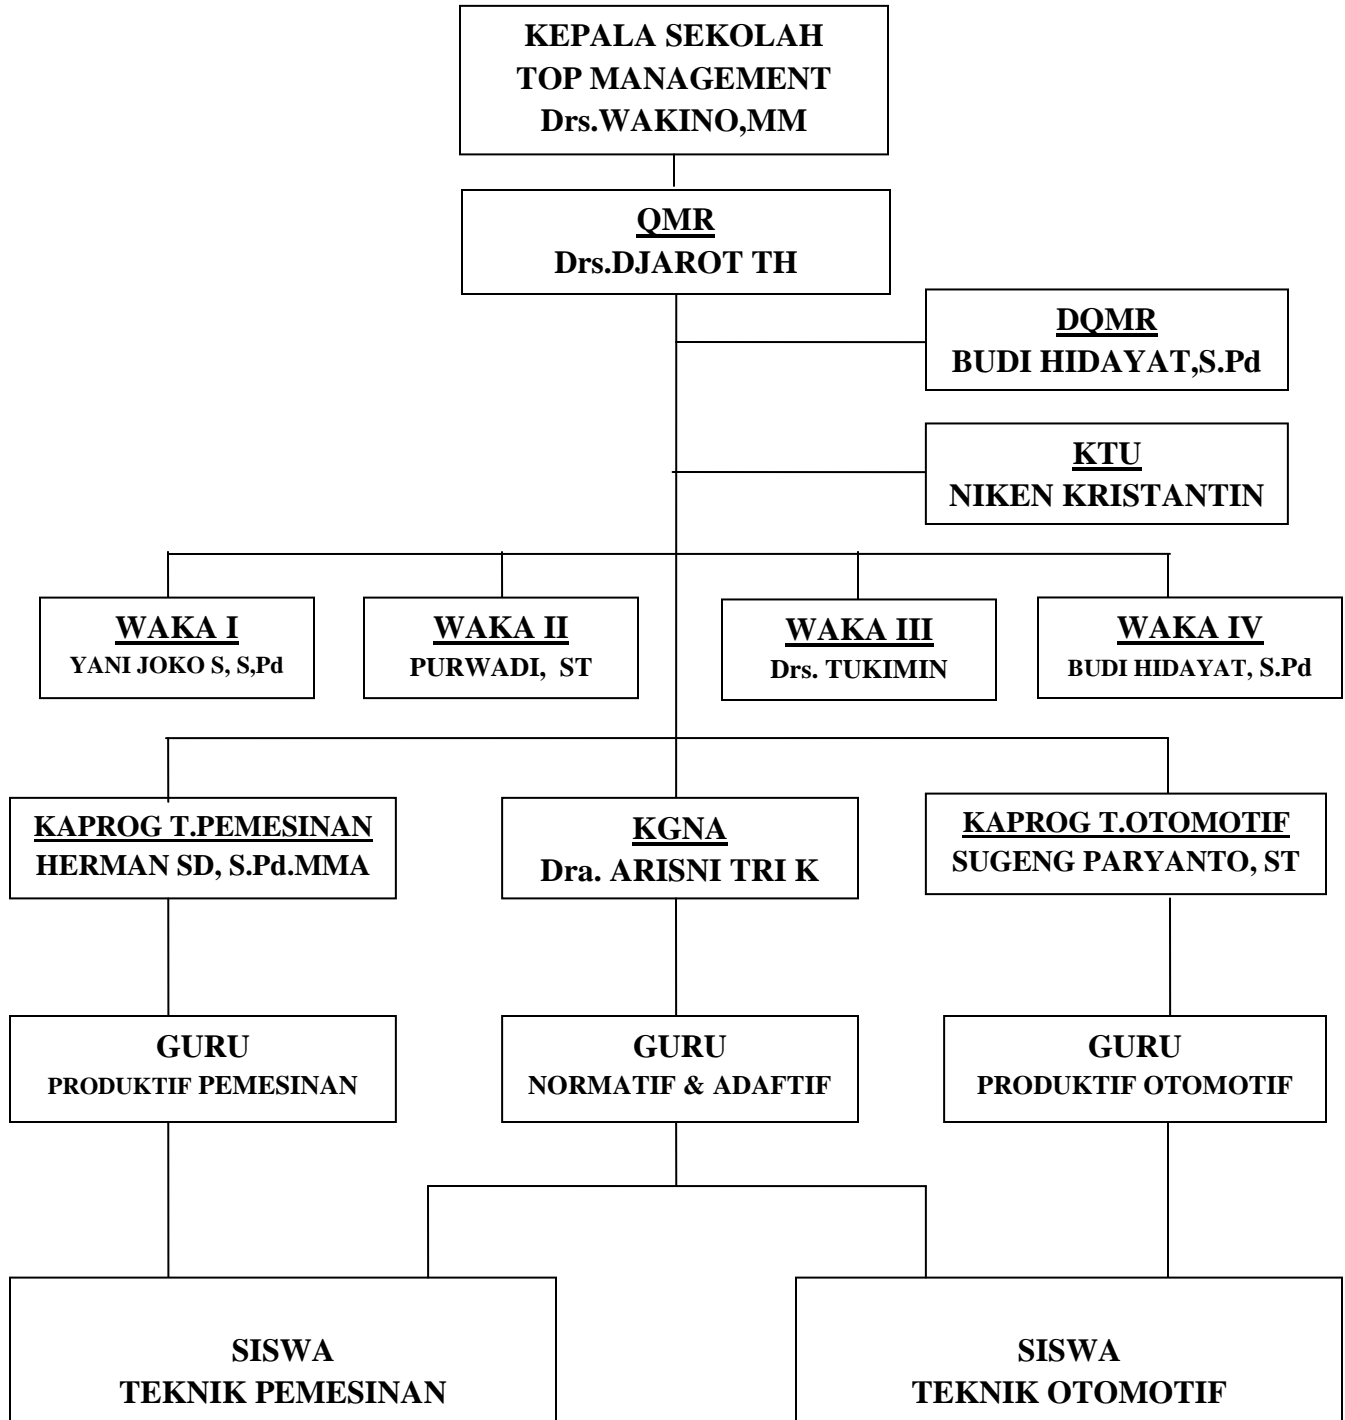 KEPALA SEKOLAH
TOP MANAGEMENT
Drs.WAKINO,MM
QMR
Drs.DJAROT TH
DQMR
BUDI HIDAYAT,S.Pd
KTU
NIKEN KRISTANTIN
WAKA I
YANI JOKO S, S,Pd
WAKA II
PURWADI, ST
WAKA III
Drs. TUKIMIN
WAKA IV
BUDI HIDAYAT, S.Pd
KAPROG T.PEMESINAN
HERMAN SD, S.Pd.MMA
KGNA
Dra. ARISNI TRI K
KAPROG T.OTOMOTIF
SUGENG PARYANTO, ST
GURU
PRODUKTIF PEMESINAN
GURU
NORMATIF & ADAFTIF
GURU
PRODUKTIF OTOMOTIF
SISWA
TEKNIK PEMESINAN
SISWA
TEKNIK OTOMOTIF